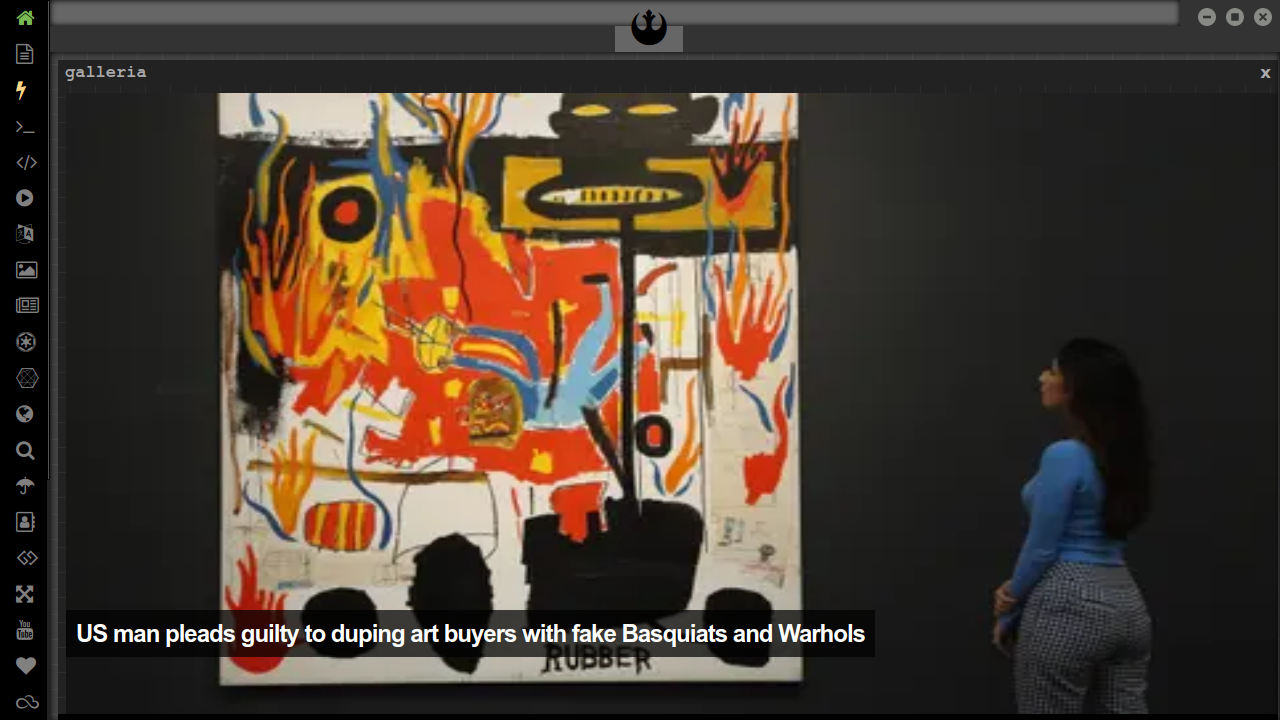 galleria
x
US man pleads guilty to duping art buyers with fake Basquiats and Warhols
RUBBER